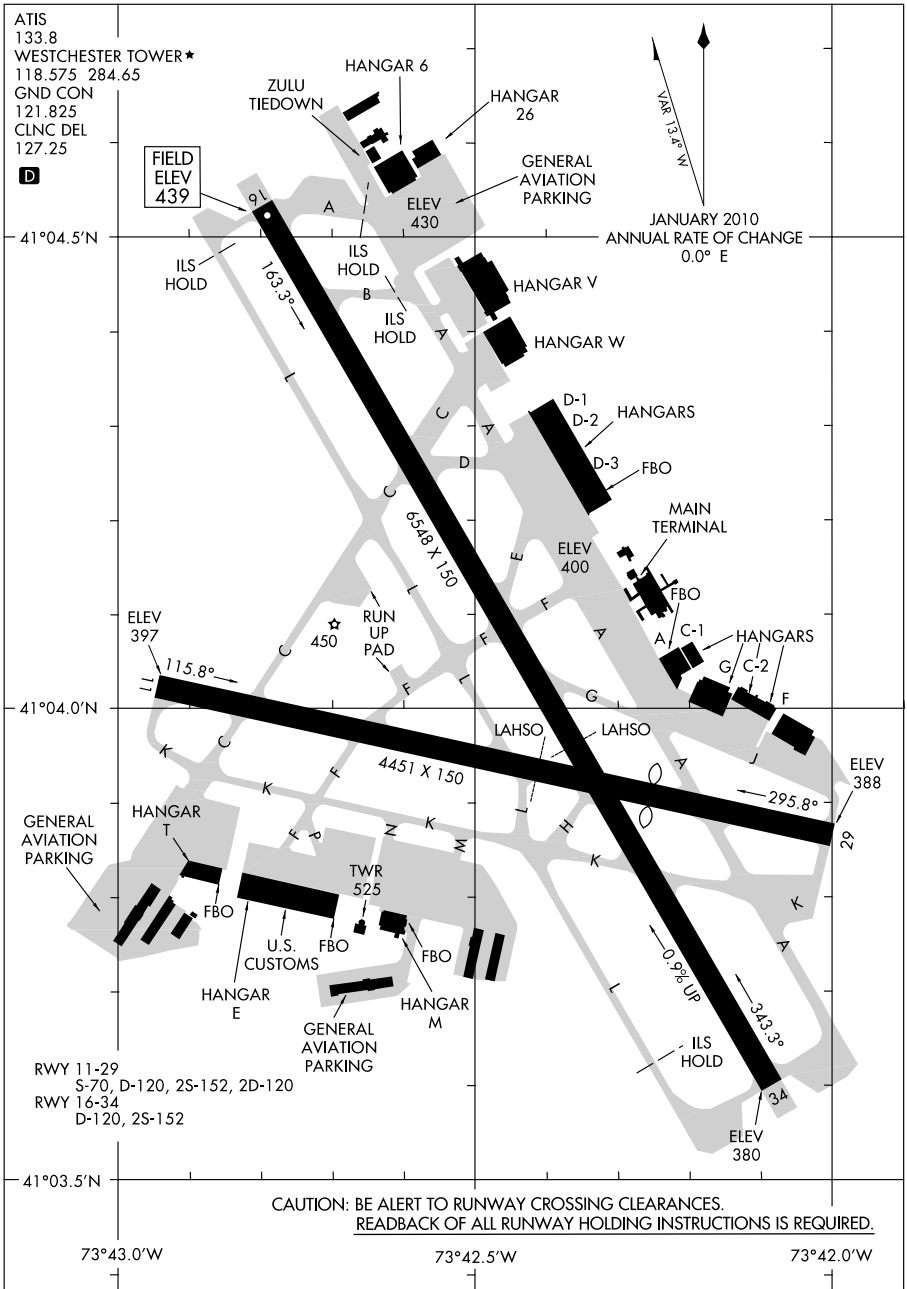 ATIS
133.8
WESTCHESTER TOWER★
118.575 284.65
GND CON
121.825
CLNC DEL
127.25
D
FIELD
ELEV
439
ZULU
TIEDOWN
HANGAR 6
HANGAR
26
GENERAL
AVIATION
PARKING
ELEV
430
VAR 13.4° W
JANUARY 2010
ANNUAL RATE OF CHANGE
0.0° E
16
A
41°04.5'N
ILS
HOLD
ILS
HOLD
163.3°
B
ILS
HOLD
HANGAR V
A
HANGAR W
L
C
A
D
D-1
D-2
HANGARS
D-3
FBO
C
6548 X 150
E
MAIN
TERMINAL
ELEV
400
L
F
FBO
RUN
UP
PAD
450
ELEV
397
A
A
C-1
HANGARS
G
C-2
F
C
F
F
L
G
115.8°
11
41°04.0'N
LAHSO
LAHSO
K
C
F
4451 X 150
A
J
ELEV
388
295.8°
29
K
L
H
K
HANGAR
T
GENERAL
AVIATION
PARKING
F
P
N
K
M
TWR
525
K
A
FBO
U.S.
CUSTOMS
FBO
FBO
HANGAR
E
HANGAR
M
GENERAL
AVIATION
PARKING
L
0.9% UP
343.3°
ILS
HOLD
34
ELEV
380
RWY 11-29
S-70, D-120, 2S-152, 2D-120
RWY 16-34
D-120, 2S-152
41°03.5'N
CAUTION: BE ALERT TO RUNWAY CROSSING CLEARANCES.
READBACK OF ALL RUNWAY HOLDING INSTRUCTIONS IS REQUIRED.
73°43.0'W
73°42.5'W
73°42.0'W